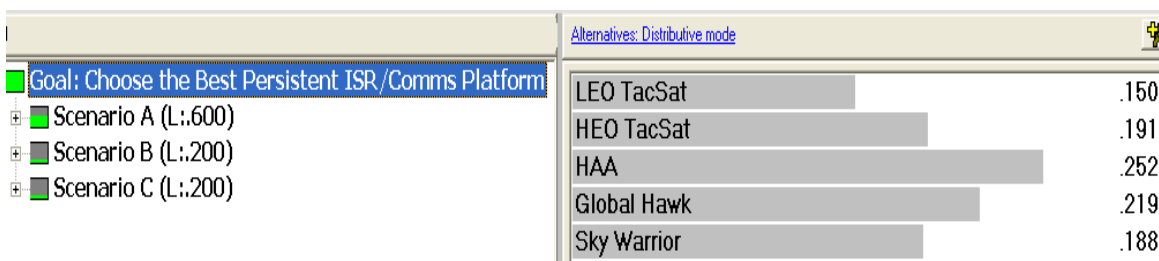 Alternatives: Distributive mode
Goal: Choose the Best Persistent ISR/Comms Platform
Scenario A (L:.600)
Scenario B (L:.200)
Scenario C (L:.200)
LEO TacSat .150
HEO TacSat .191
HAA .252
Global Hawk .219
Sky Warrior .188